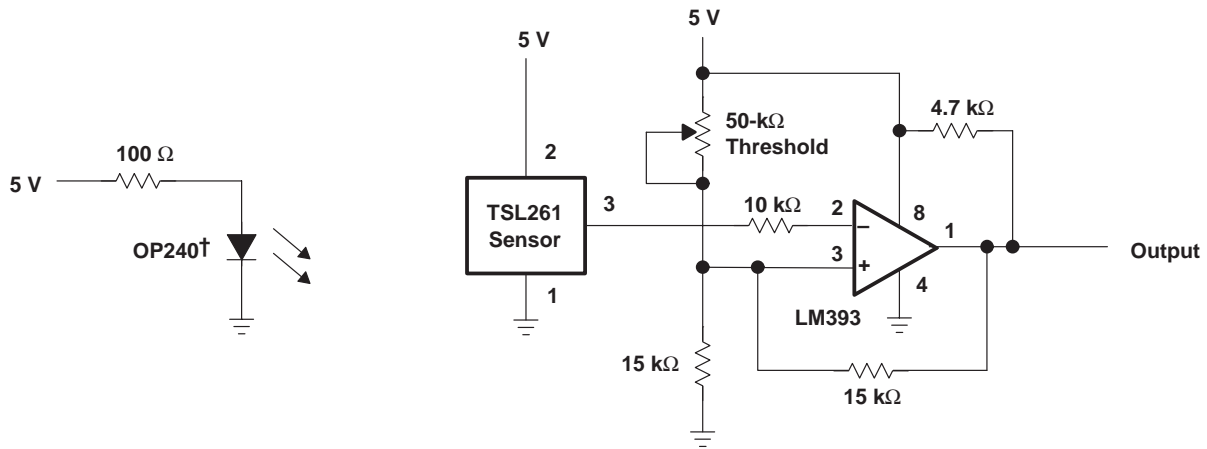 5 V
100 Ω
OP240†
5 V
2
TSL261
Sensor
3
1
5 V
50-kΩ
Threshold
10 kΩ
2
–
3
+
8
4
1
LM393
4.7 kΩ
15 kΩ
15 kΩ
Output